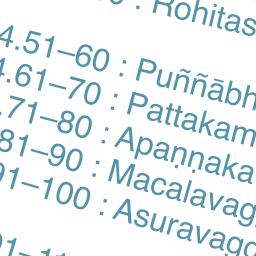 : Rohitas
4.51–60 : Puññābh
4.61–70 : Pattakam
.71–80 : Apaṇṇaka
81–90 : Macalavag
91–100 : Asuravagg